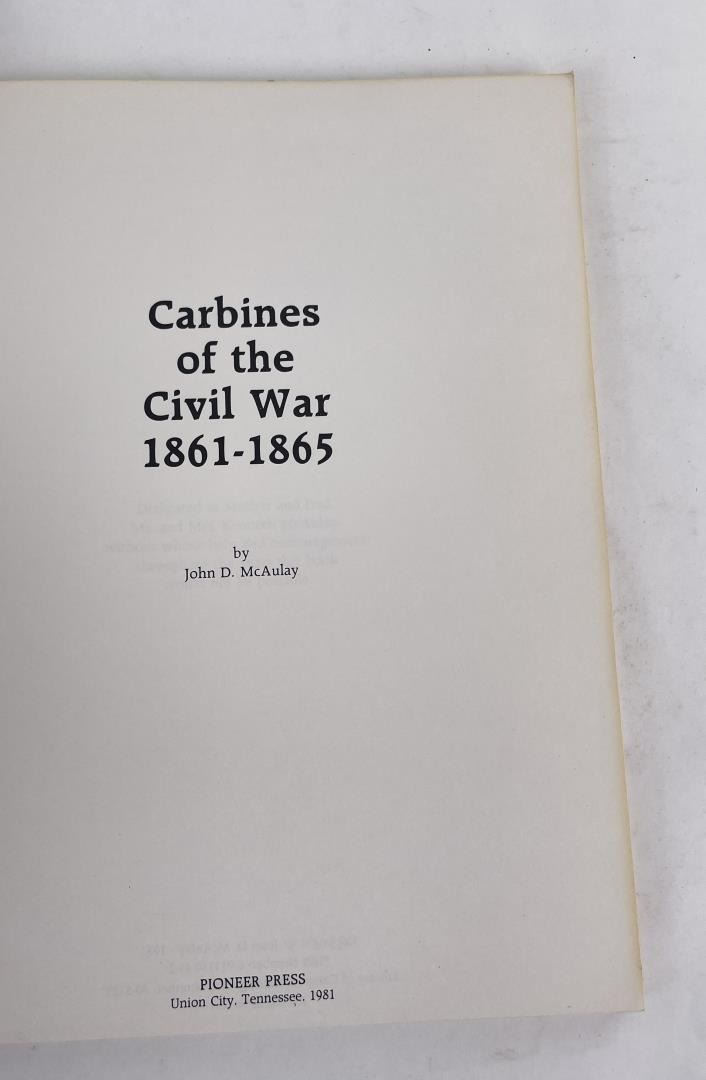 Carbines
of the
Civil War
1861-1865
by
John D. McAulay
PIONEER PRESS
Union City, Tennessee, 1981